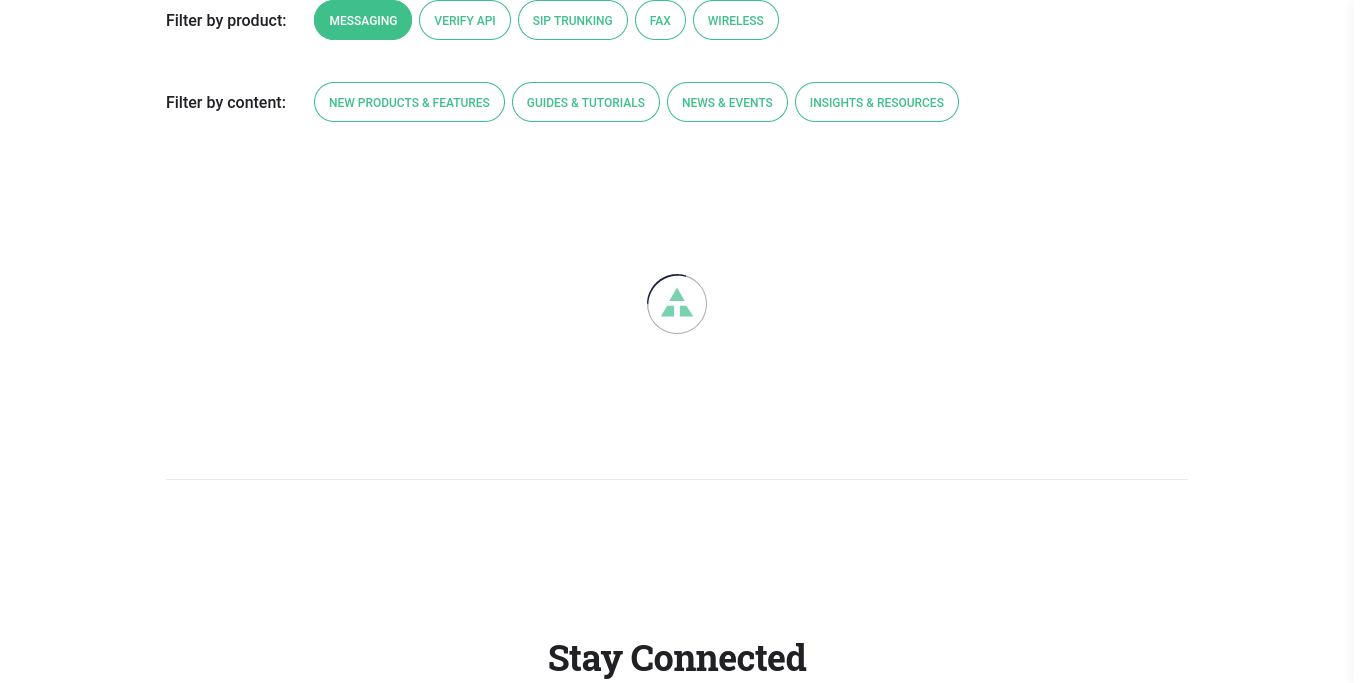 Filter by product: MESSAGING VERIFY API SIP TRUNKING FAX WIRELESS
Filter by content: NEW PRODUCTS & FEATURES GUIDES & TUTORIALS NEWS & EVENTS INSIGHTS & RESOURCES
Stay Connected